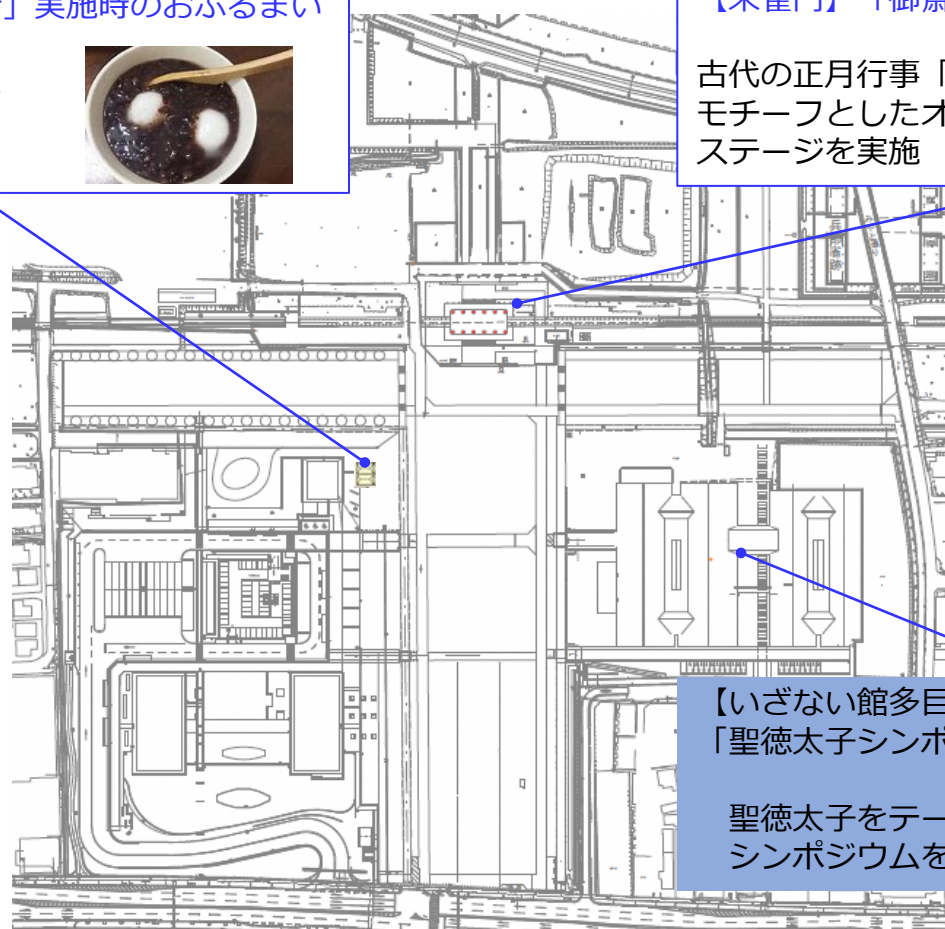 」実施時のおふるまい
【朱雀門】「御斎
古代の正月行事「
モチーフとしたオ
ステージを実施
【いざない館多目
「聖徳太子シンポ
聖徳太子をテー
シンポジウムを